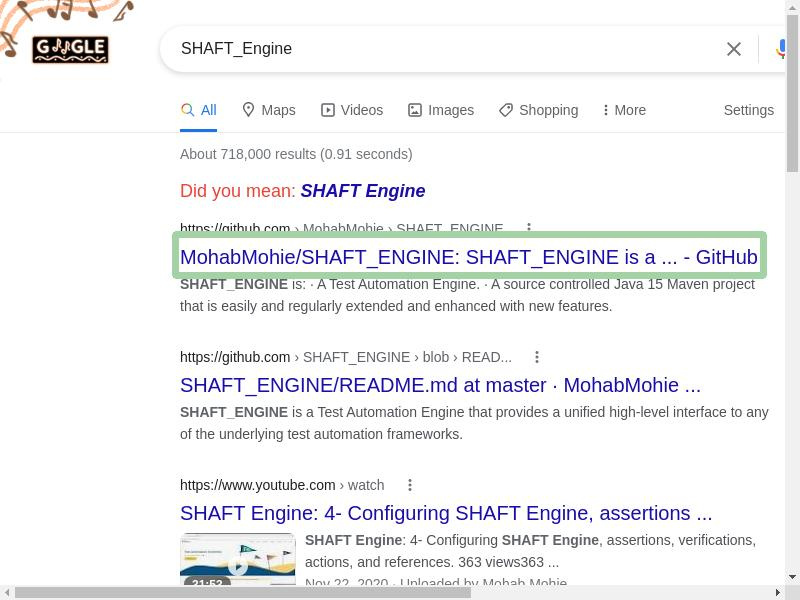 GOOGLE
SHAFT_Engine
All Maps Videos Images Shopping More Settings
About 718,000 results (0.91 seconds)
Did you mean: SHAFT Engine
https://github.com › MohabMohie › SHAFT_ENGINE
MohabMohie/SHAFT_ENGINE: SHAFT_ENGINE is a ... - GitHub
SHAFT_ENGINE is: · A Test Automation Engine. · A source controlled Java 15 Maven project
that is easily and regularly extended and enhanced with new features.
https://github.com › SHAFT_ENGINE › blob › READ...
SHAFT_ENGINE/README.md at master · MohabMohie ...
SHAFT_ENGINE is a Test Automation Engine that provides a unified high-level interface to any
of the underlying test automation frameworks.
https://www.youtube.com › watch
SHAFT Engine: 4- Configuring SHAFT Engine, assertions ...
SHAFT Engine: 4- Configuring SHAFT Engine, assertions, verifications,
actions, and references. 363 views363 ...
21:52
Nov 22, 2020 · Uploaded by Mohab Mohie